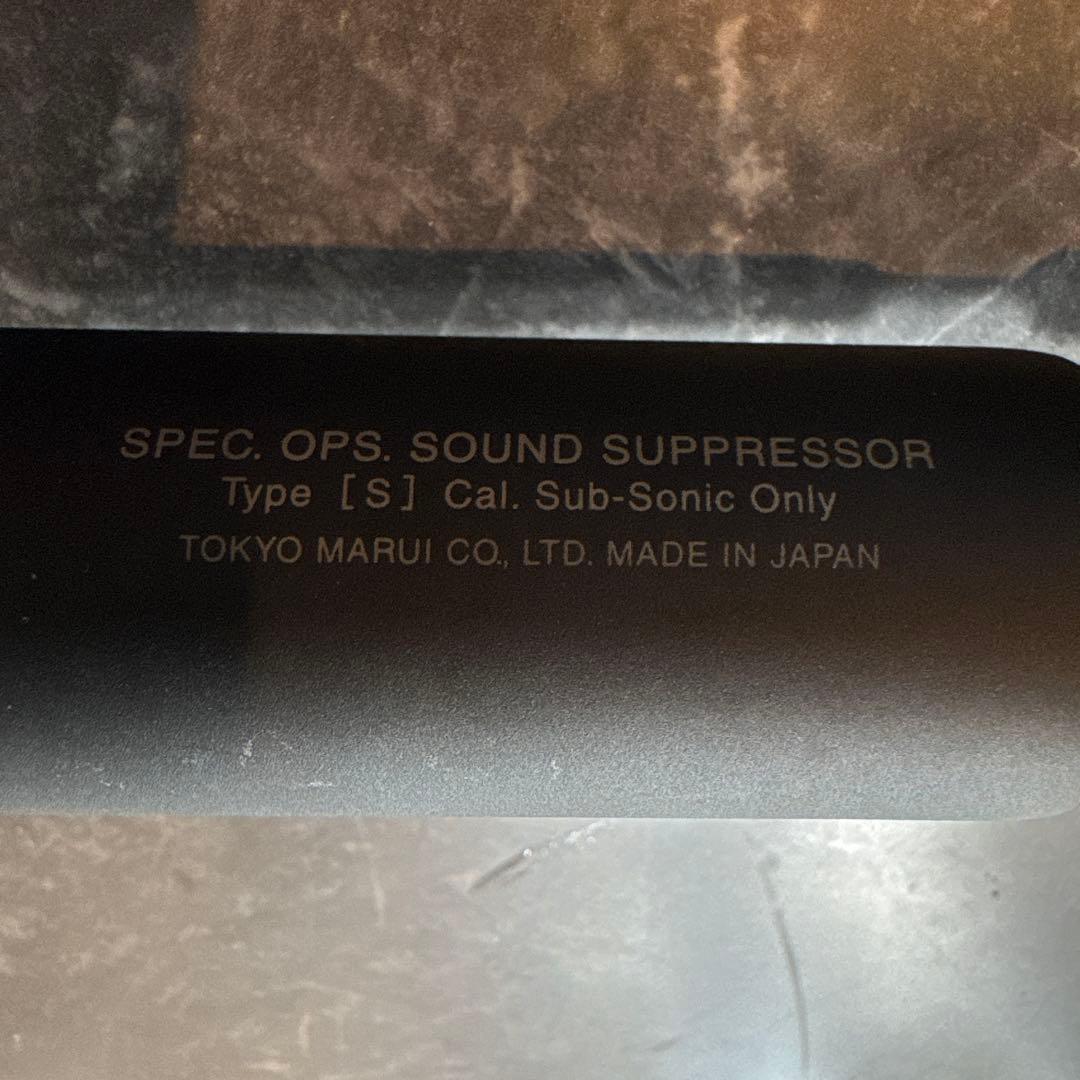 SPEC. OPS. SOUND SUPPRESSOR
Type [S] Cal. Sub-Sonic Only
TOKYO MARUI CO., LTD. MADE IN JAPAN